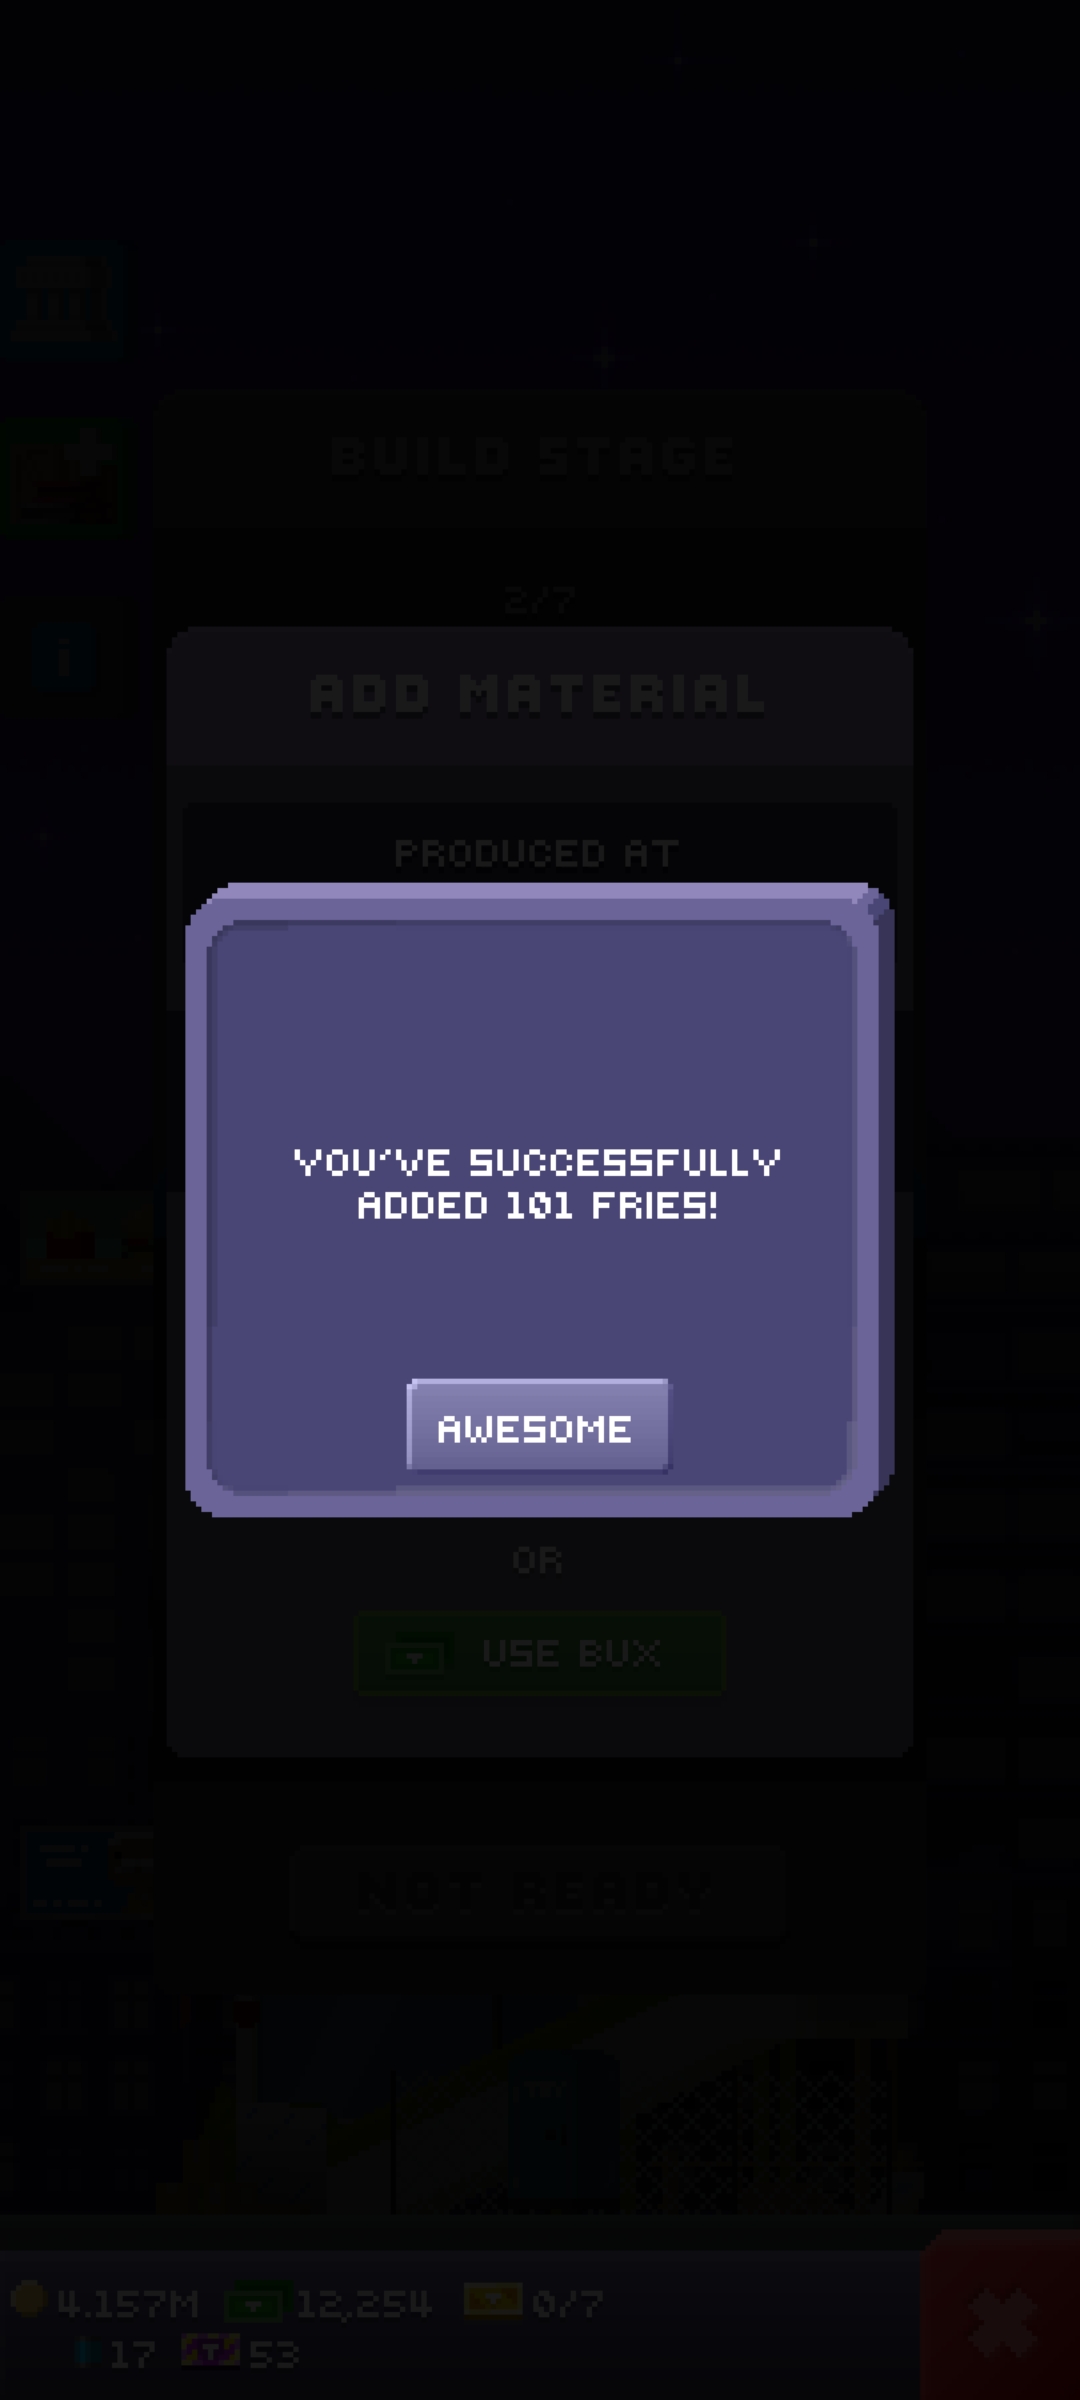 BUILD STAGE
2/7
ADD MATERIAL
PRODUCED AT
YOU'VE SUCCESSFULLY
ADDED 101 FRIES!
AWESOME
OR
USE BUX
NOT READY
4.157M 12,254 0/7
17 53